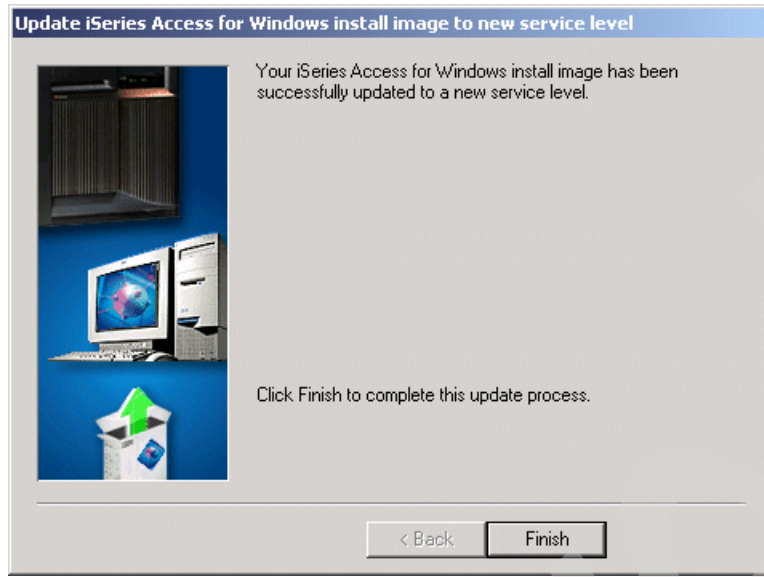 Update iSeries Access for Windows install image to new service level
Your iSeries Access for Windows install image has been
successfully updated to a new service level.
Click Finish to complete this update process.
< Back
Finish